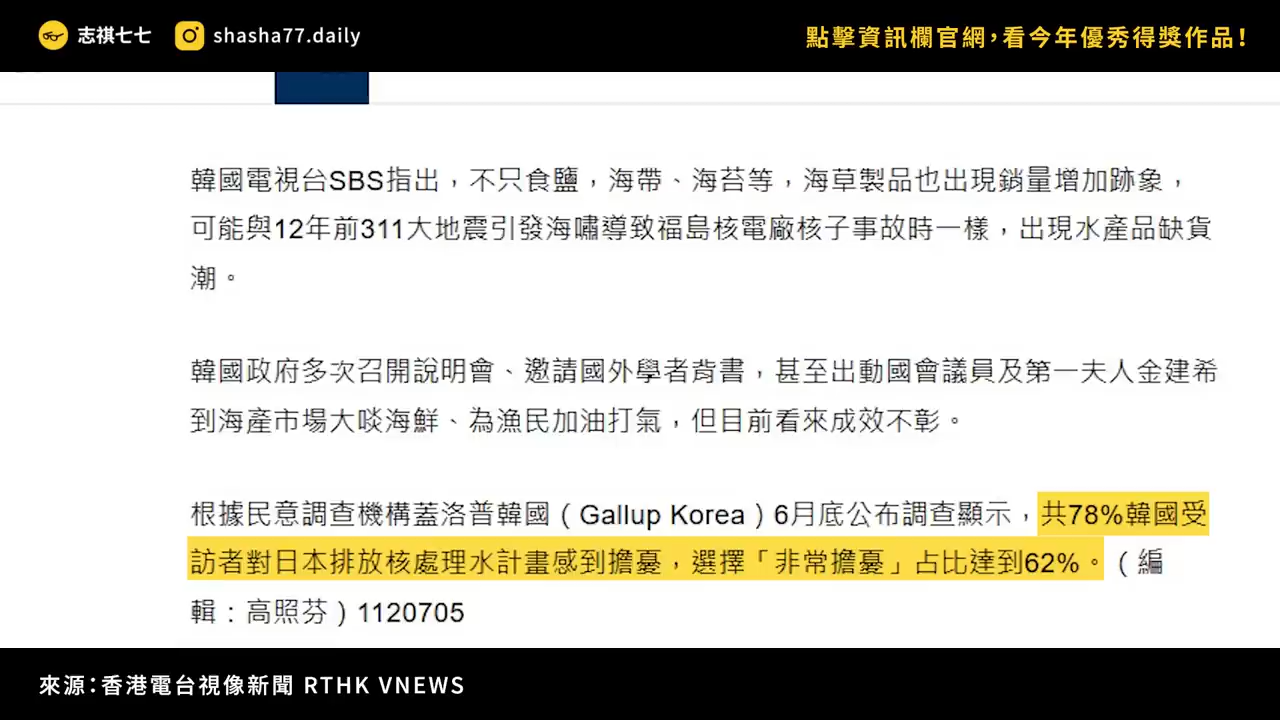 志祺七七 shasha77.daily
點擊資訊欄官網,看今年優秀得獎作品!
韓國電視台SBS指出，不只食鹽，海帶、海苔等，海草製品也出現銷量增加跡象，
可能與12年前311大地震引發海嘯導致福島核電廠核子事故時一樣，出現水產品缺貨
潮。
韓國政府多次召開說明會、邀請國外學者背書，甚至出動國會議員及第一夫人金建希
到海產市場大啖海鮮、為漁民加油打氣，但目前看來成效不彰。
根據民意調查機構蓋洛普韓國（Gallup Korea）6月底公布調查顯示，共78%韓國受
訪者對日本排放核處理水計畫感到擔憂，選擇「非常擔憂」占比達到62%。（編
輯：高照芬）1120705
來源:香港電台視像新聞 RTHK VNEWS